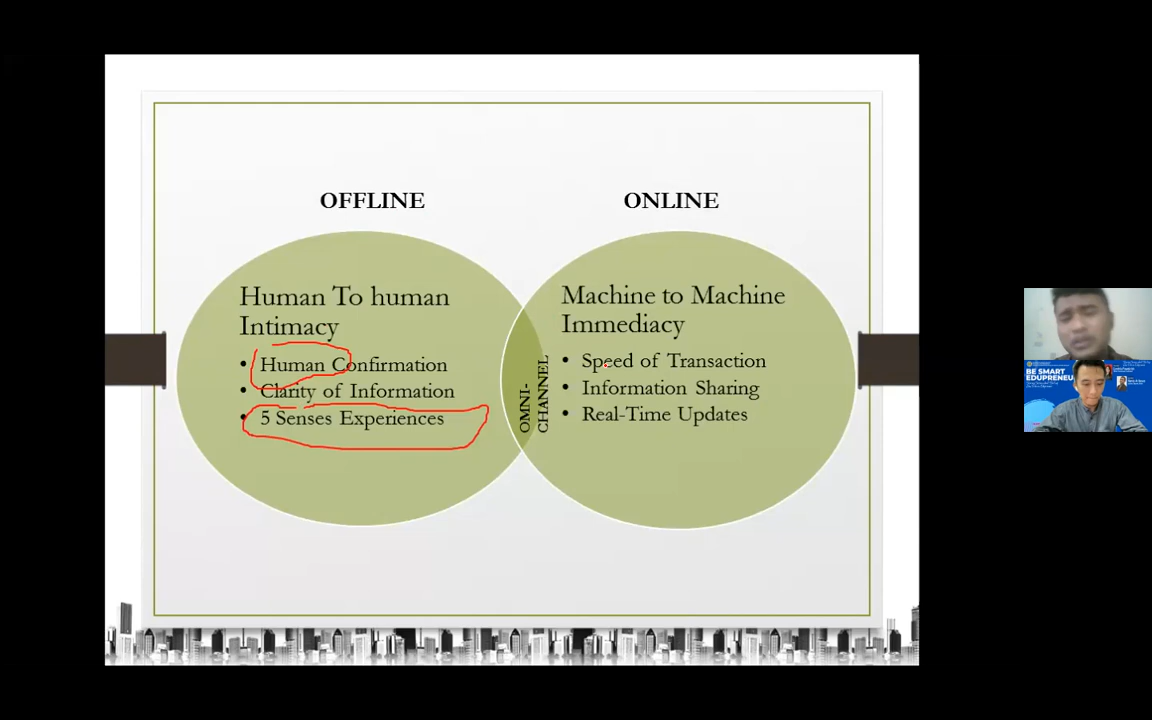 OFFLINE
ONLINE
Human To human
Intimacy
• Human Confirmation
• Clarity of Information
• 5 Senses Experiences
OMNI-
CHANNEL
Machine to Machine
Immediacy
• Speed of Transaction
• Information Sharing
• Real-Time Updates
BE SMART